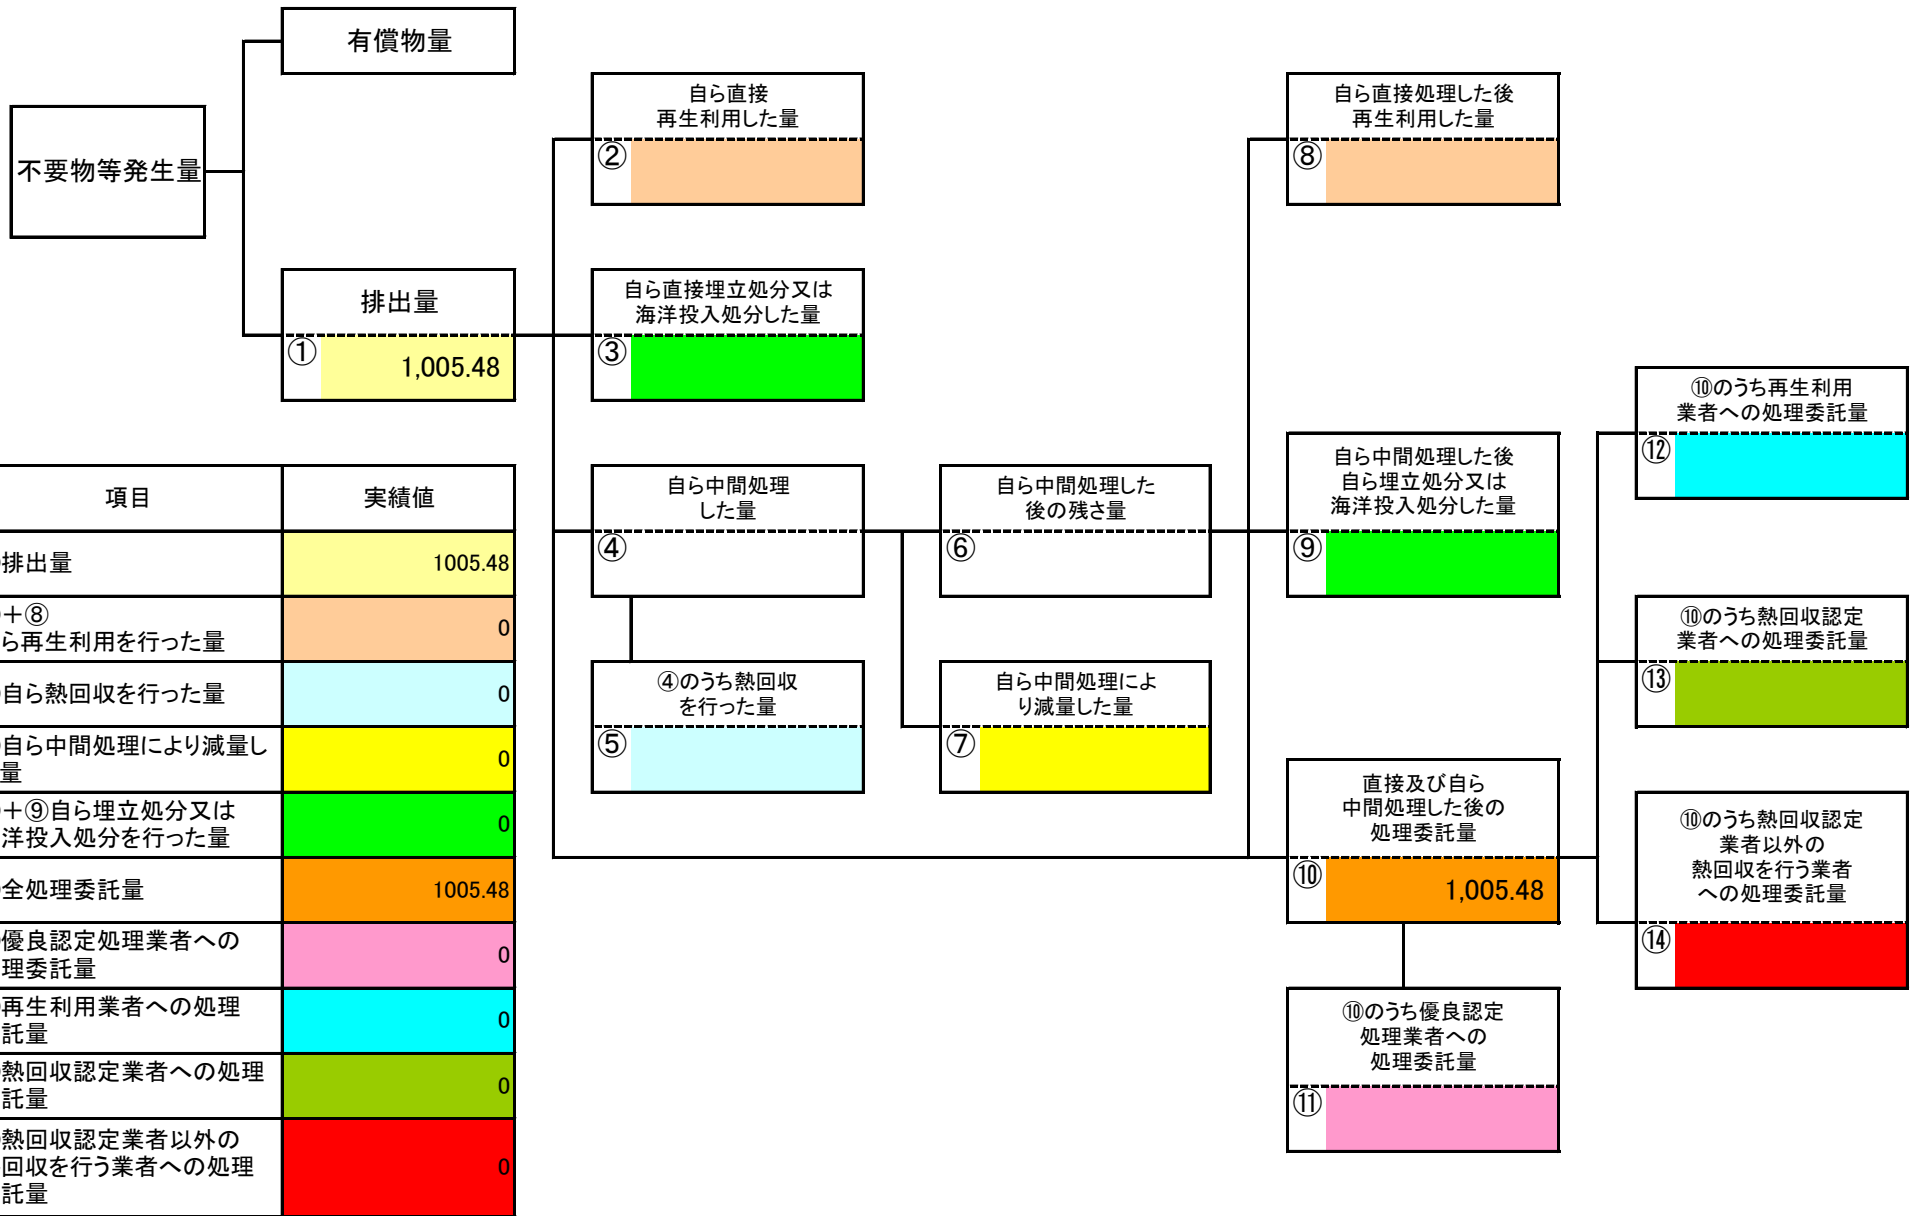 有償物量
不要物等発生量
排出量
①
1,005.48
自ら直接
再生利用した量
②
自ら直接埋立処分又は
海洋投入処分した量
③
自ら中間処理
した量
④
④のうち熱回収
を行った量
⑤
自ら中間処理した
後の残さ量
⑥
自ら中間処理によ
り減量した量
⑦
自ら直接処理した後
再生利用した量
⑧
自ら中間処理した後
自ら埋立処分又は
海洋投入処分した量
⑨
直接及び自ら
中間処理した後の
処理委託量
⑩
1,005.48
⑩のうち優良認定
処理業者への
処理委託量
⑪
⑩のうち再生利用
業者への処理委託量
⑫
⑩のうち熱回収認定
業者への処理委託量
⑬
⑩のうち熱回収認定
業者以外の
熱回収を行う業者
への処理委託量
⑭
項目 実績値
排出量 1005.48
+⑧
ら再生利用を行った量 0
自ら熱回収を行った量 0
自ら中間処理により減量し
量 0
+⑨自ら埋立処分又は
洋投入処分を行った量 0
全処理委託量 1005.48
優良認定処理業者への
理委託量 0
再生利用業者への処理
託量 0
熱回収認定業者への処理
託量 0
熱回収認定業者以外の
回収を行う業者への処理
託量 0